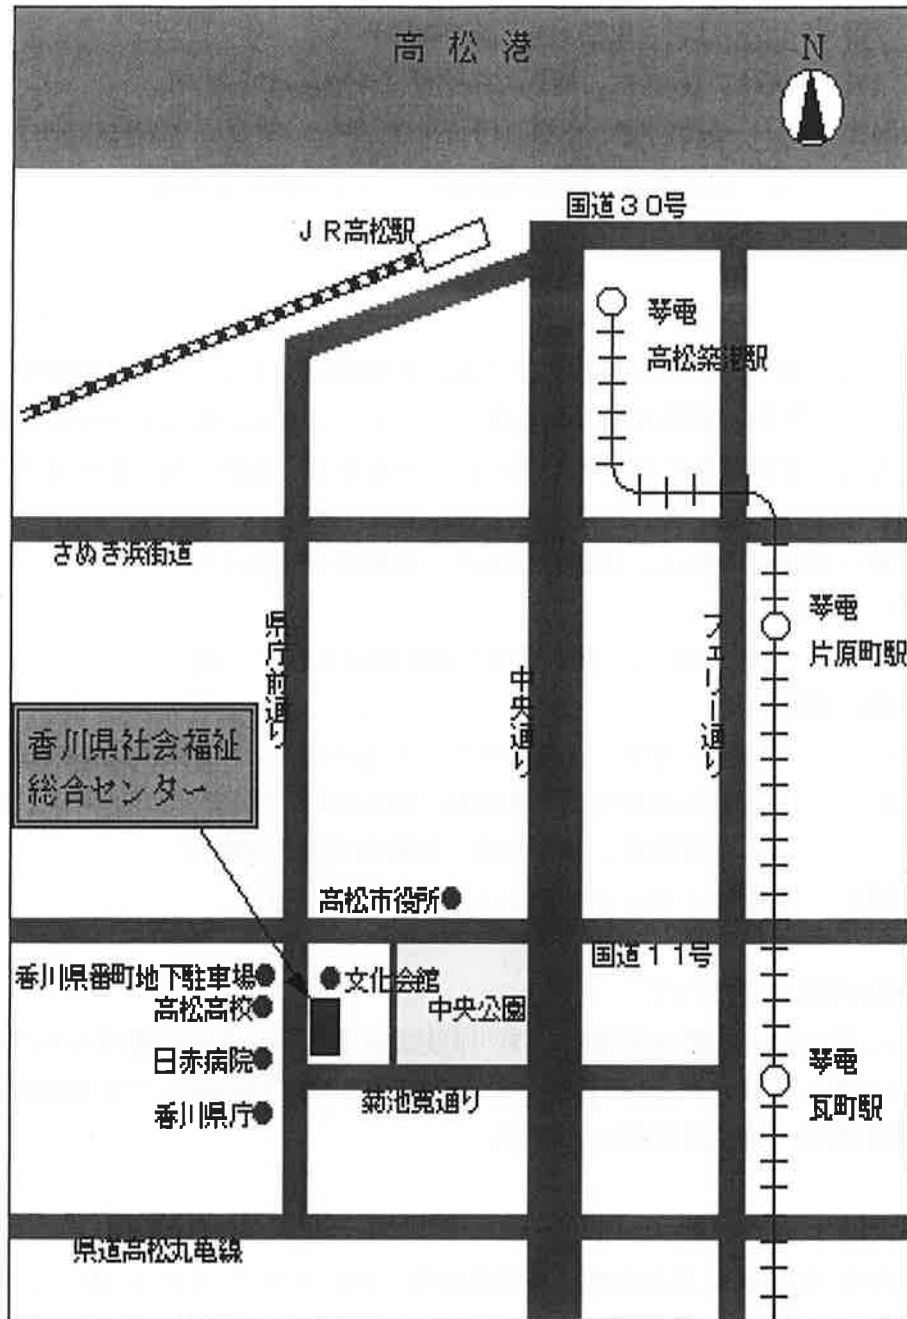 高松港
N
国道３０号
ＪＲ高松駅
琴電
高松築港駅
さぬき浜街道
琴電
片原町駅
県庁前通り
中央通り
フェリー通り
香川県社会福祉
総合センター
高松市役所
国道１１号
香川県番町地下駐車場
文化会館
高松高校
中央公園
日赤病院
菊池寛通り
香川県庁
琴電
瓦町駅
県道高松丸亀線